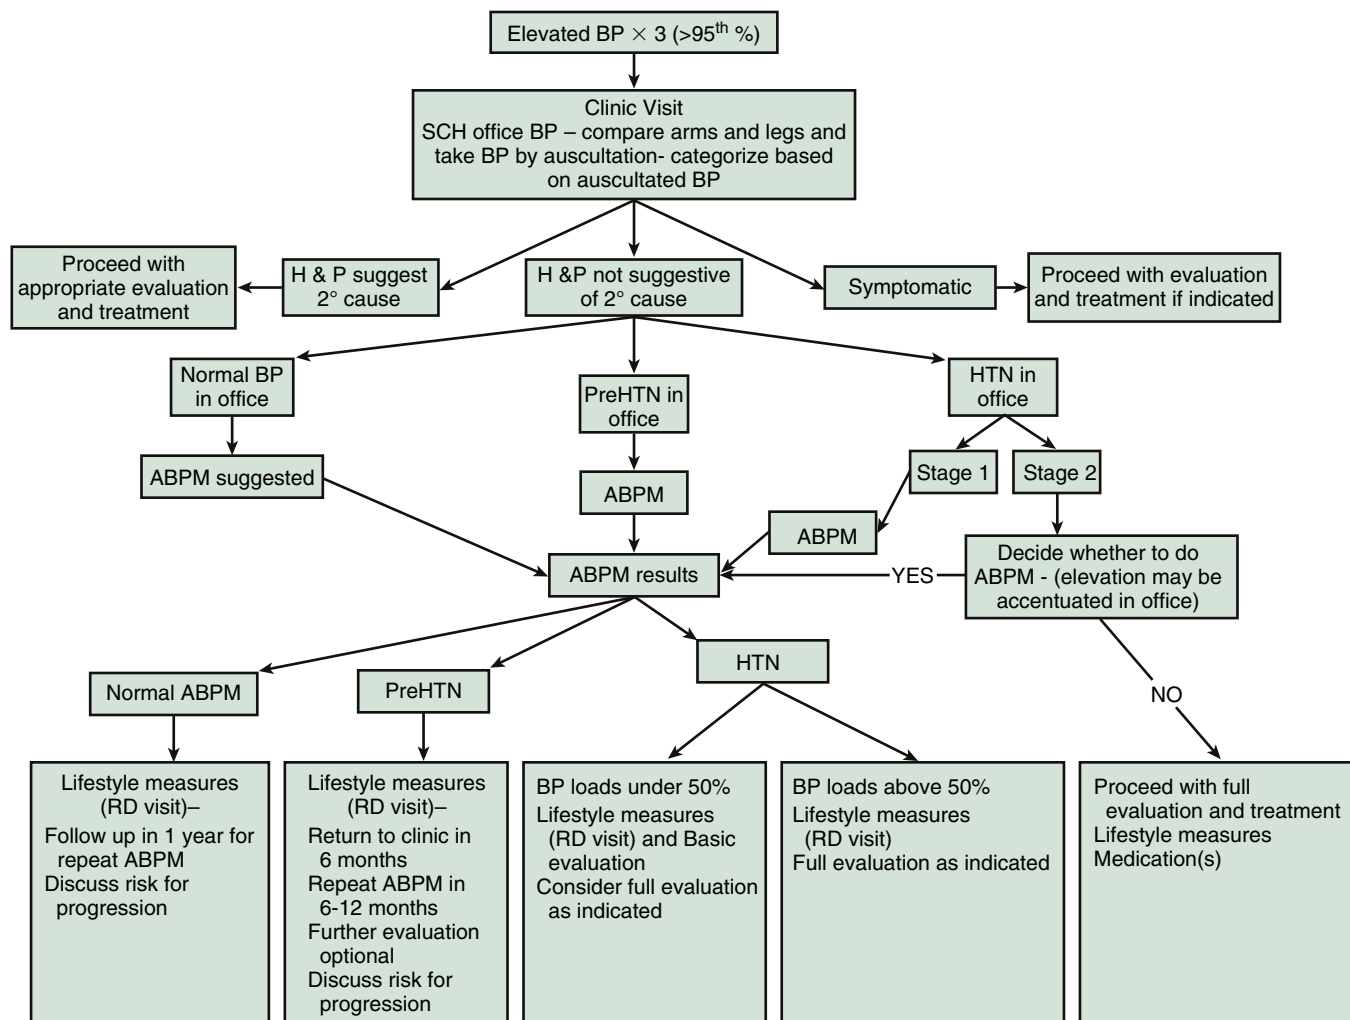 Elevated BP × 3 (>95th %)
Clinic Visit
SCH office BP – compare arms and legs and
take BP by auscultation- categorize based
on auscultated BP
Proceed with
appropriate evaluation
and treatment
H & P suggest
2° cause
H &P not suggestive
of 2° cause
Symptomatic
Proceed with evaluation
and treatment if indicated
Normal BP
in office
PreHTN in
office
HTN in
office
ABPM suggested
ABPM
Stage 1
Stage 2
ABPM
ABPM results
YES
Decide whether to do
ABPM - (elevation may be
accentuated in office)
Normal ABPM
PreHTN
HTN
NO
Lifestyle measures
(RD visit)–
Follow up in 1 year for
repeat ABPM
Discuss risk for
progression
Lifestyle measures
(RD visit)–
Return to clinic in
6 months
Repeat ABPM in
6-12 months
Further evaluation
optional
Discuss risk for
progression
BP loads under 50%
Lifestyle measures
(RD visit) and Basic
evaluation
Consider full evaluation
as indicated
BP loads above 50%
Lifestyle measures
(RD visit)
Full evaluation as indicated
Proceed with full
evaluation and treatment
Lifestyle measures
Medication(s)